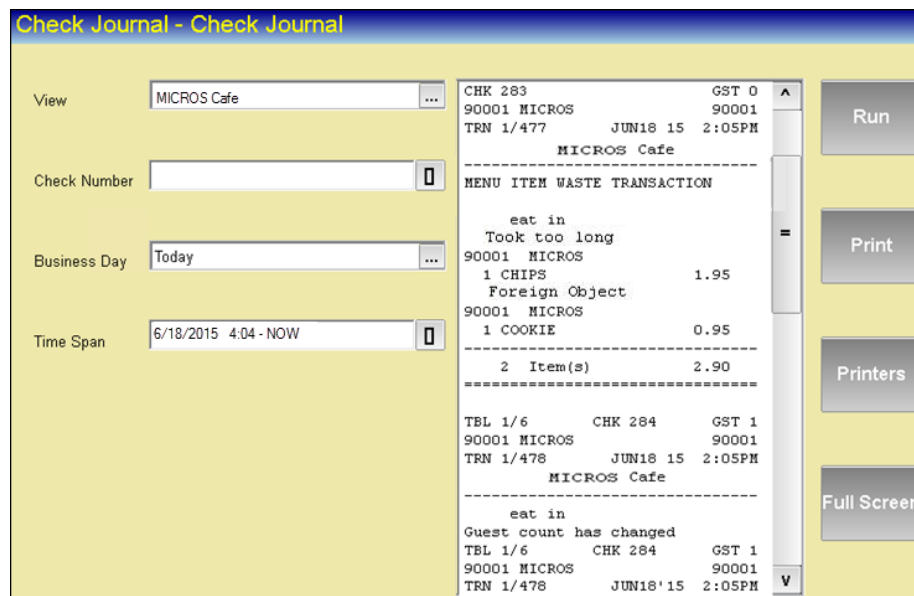 Check Journal - Check Journal
View
MICROS Cafe
...
Check Number
Business Day
Today
...
Time Span
6/18/2015 4:04 - NOW
CHK 283 GST 0
90001 MICROS 90001
TRN 1/477 JUN18 15 2:05PM
MICROS Cafe
--------------------------------
MENU ITEM WASTE TRANSACTION
eat in
Took too long
90001 MICROS
1 CHIPS 1.95
Foreign Object
90001 MICROS
1 COOKIE 0.95
--------------------------------
2 Item(s) 2.90
================================
TBL 1/6 CHK 284 GST 1
90001 MICROS 90001
TRN 1/478 JUN18 15 2:05PM
MICROS Cafe
--------------------------------
eat in
Guest count has changed
TBL 1/6 CHK 284 GST 1
90001 MICROS 90001
TRN 1/478 JUN18'15 2:05PM
Run
Print
Printers
Full Screen